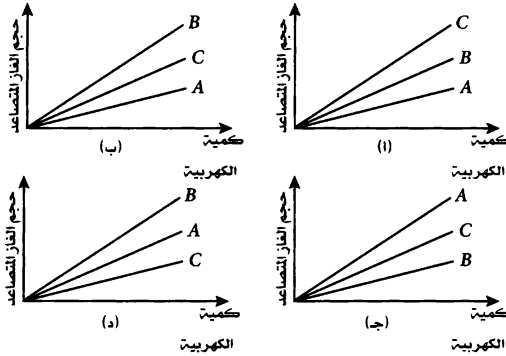 حجم الغاز المتصاعد
C
B
A
كمية
الكهربية
(ا)
حجم الغاز المتصاعد
B
C
A
كمية
الكهربية
(ب)
حجم الغاز المتصاعد
A
C
B
كمية
الكهربية
(جـ)
حجم الغاز المتصاعد
B
A
C
كمية
الكهربية
(د)